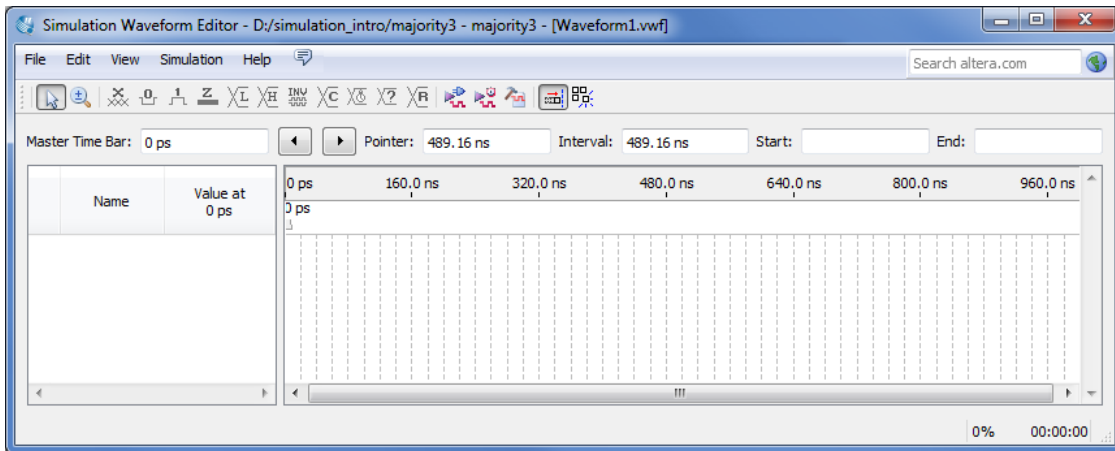 Simulation Waveform Editor - D:/simulation_intro/majority3 - majority3 - [Waveform1.vwf]
File Edit View Simulation Help Search altera.com
X 0 1 Z L H INV C ? R
Master Time Bar: 0 ps Pointer: 489.16 ns Interval: 489.16 ns Start: End:
Name Value at 0 ps
0 ps 160.0 ns 320.0 ns 480.0 ns 640.0 ns 800.0 ns 960.0 ns
0 ps
0% 00:00:00